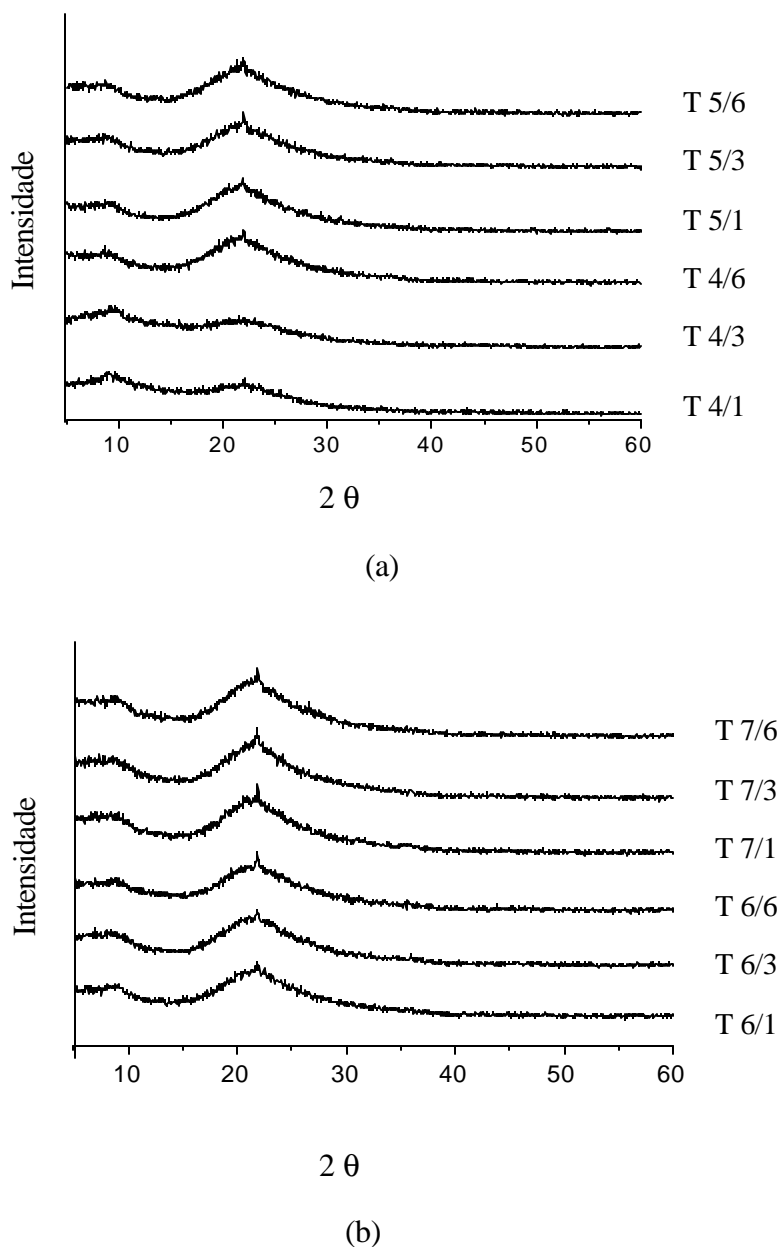 Intensidade
T 5/6
T 5/3
T 5/1
T 4/6
T 4/3
T 4/1
10 20 30 40 50 60
2 θ
(a)
Intensidade
T 7/6
T 7/3
T 7/1
T 6/6
T 6/3
T 6/1
10 20 30 40 50 60
2 θ
(b)